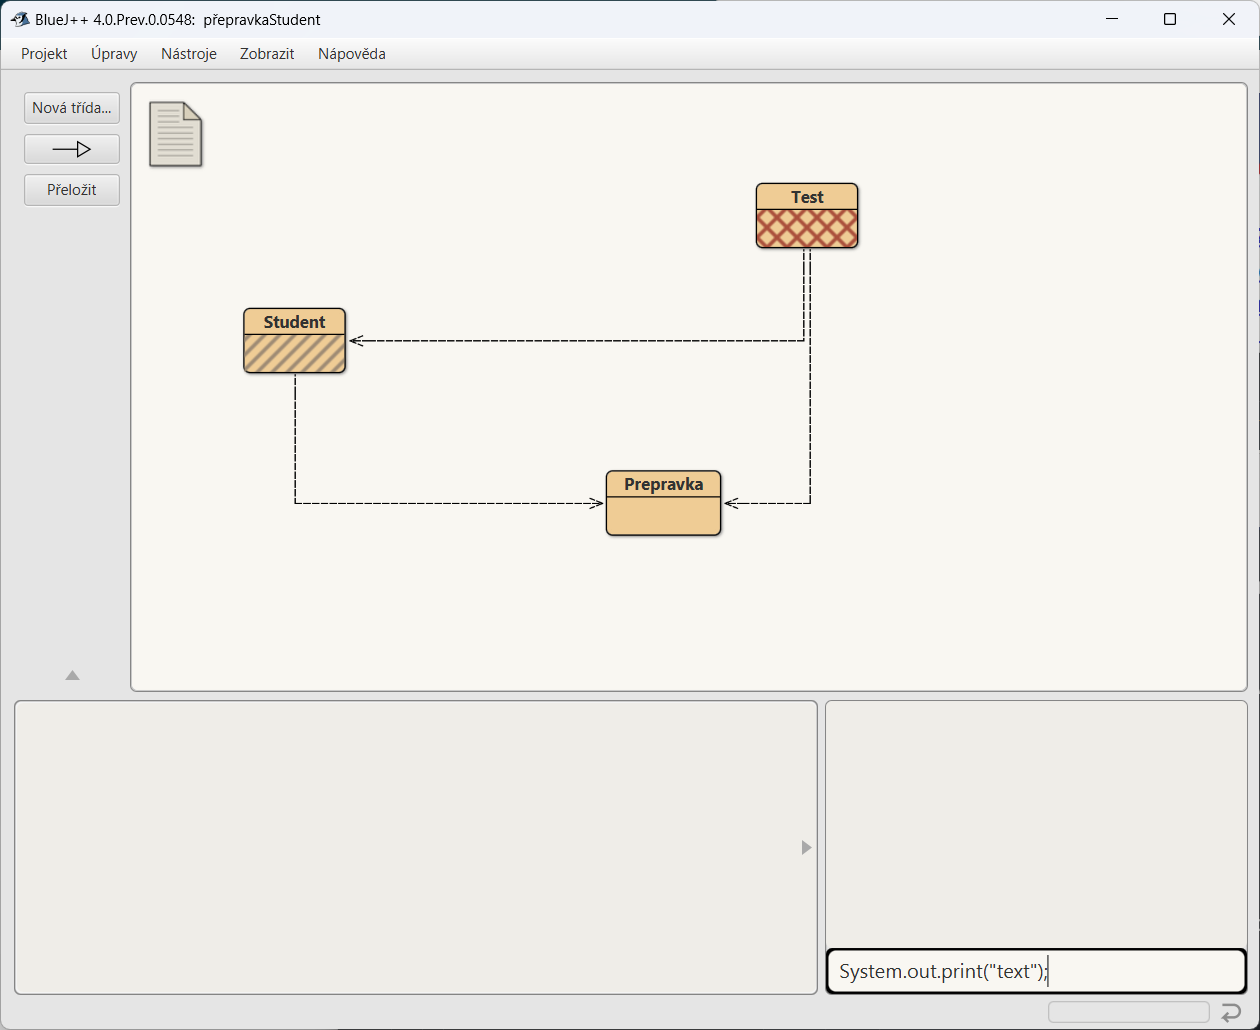 BlueJ++ 4.0.Prev.0.0548:  přepravkaStudent
Projekt Úpravy Nástroje Zobrazit Nápověda
Nová třída...
Přeložit
Test
Student
Prepravka
System.out.print("text");